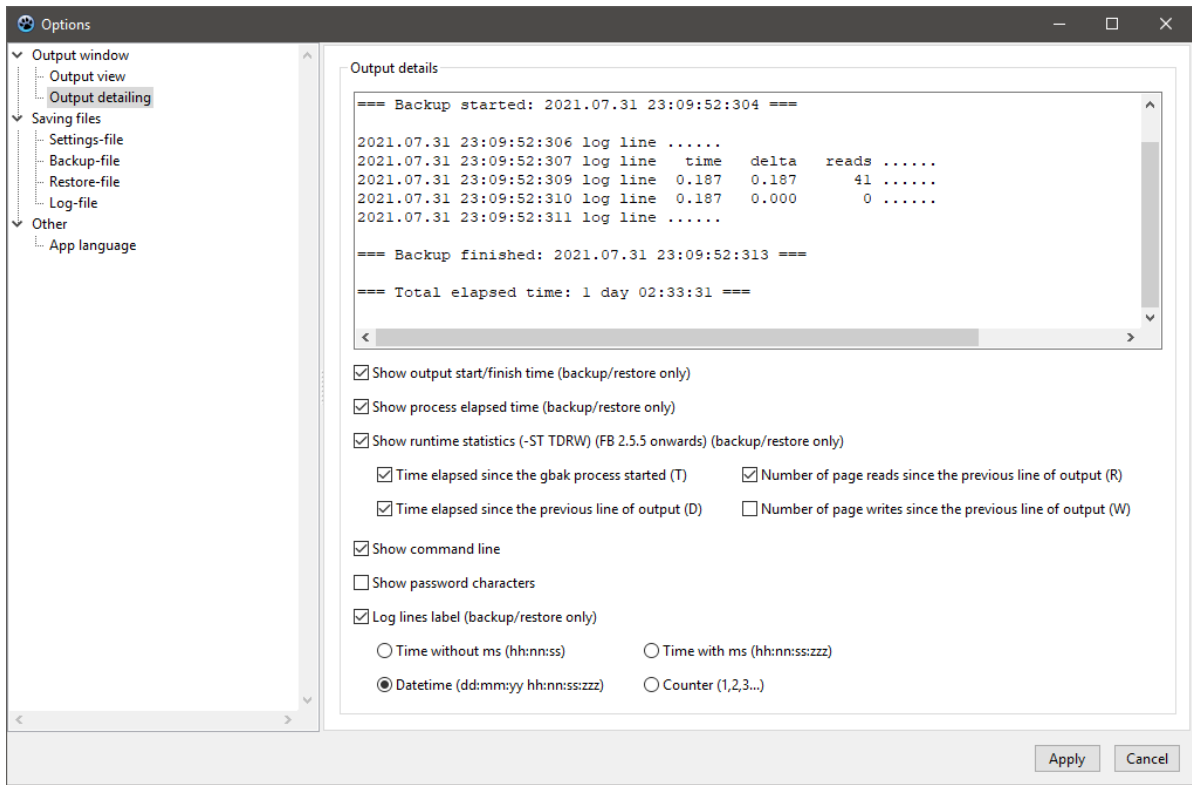 Options
Output window
Output view
Output detailing
Saving files
Settings-file
Backup-file
Restore-file
Log-file
Other
App language
Output details
=== Backup started: 2021.07.31 23:09:52:304 ===
2021.07.31 23:09:52:306 log line ......
2021.07.31 23:09:52:307 log line   time   delta   reads ......
2021.07.31 23:09:52:309 log line  0.187   0.187      41 ......
2021.07.31 23:09:52:310 log line  0.187   0.000       0 ......
2021.07.31 23:09:52:311 log line ......
=== Backup finished: 2021.07.31 23:09:52:313 ===
=== Total elapsed time: 1 day 02:33:31 ===
Show output start/finish time (backup/restore only)
Show process elapsed time (backup/restore only)
Show runtime statistics (-ST TDRW) (FB 2.5.5 onwards) (backup/restore only)
Time elapsed since the gbak process started (T) Number of page reads since the previous line of output (R)
Time elapsed since the previous line of output (D) Number of page writes since the previous line of output (W)
Show command line
Show password characters
Log lines label (backup/restore only)
Time without ms (hh:nn:ss) Time with ms (hh:nn:ss:zzz)
Datetime (dd:mm:yy hh:nn:ss:zzz) Counter (1,2,3...)
Apply Cancel